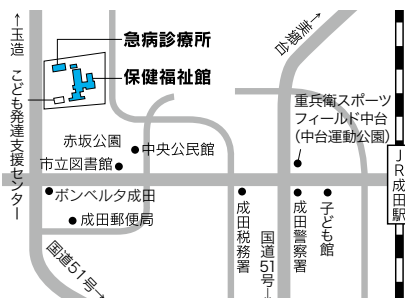 ←玉造 こども発達支援センター
急病診療所
保健福祉館
→美郷台
重兵衛スポーツ
フィールド中台
(中台運動公園)
赤坂公園
中央公民館
市立図書館
ボンベルタ成田
成田郵便局
国道51号→
成田税務署
国道51号→
成田警察署
子ども館
JR成田駅